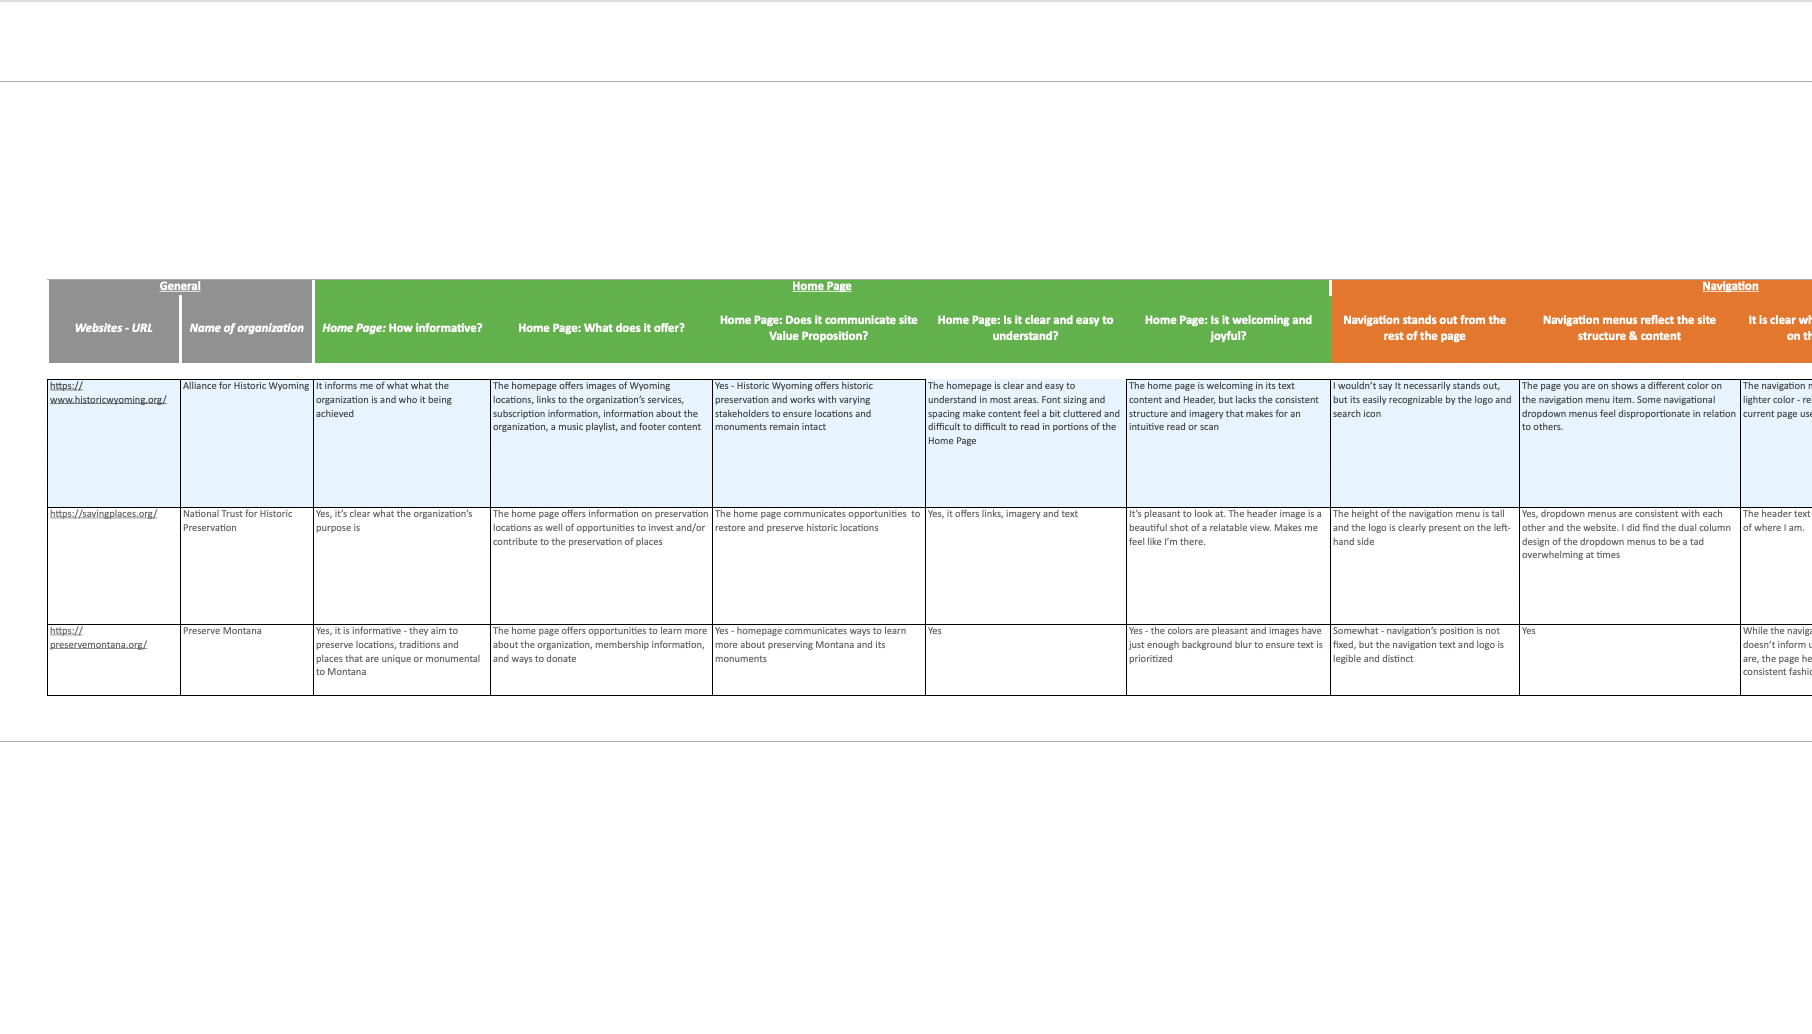 General
Home Page
Navigation
Websites - URL
Name of organization
Home Page: How informative?
Home Page: What does it offer?
Home Page: Does it communicate site
Value Proposition?
Home Page: Is it clear and easy to
understand?
Home Page: Is it welcoming and
joyful?
Navigation stands out from the
rest of the page
Navigation menus reflect the site
structure & content
It is clear
on
https://
www.historicwyoming.org/
Alliance for Historic Wyoming
It informs me of what what the
organization is and who it being
achieved
The homepage offers images of Wyoming
locations, links to the organization's services,
subscription information, information about the
organization, a music playlist, and footer content
Yes - Historic Wyoming offers historic
preservation and works with varying
stakeholders to ensure locations and
monuments remain intact
The homepage is clear and easy to
understand in most areas. Font sizing and
spacing make content feel a bit cluttered and
difficult to difficult to read in portions of the
Home Page
The home page is welcoming in its text
content and Header, but lacks the consistent
structure and imagery that makes for an
intuitive read or scan
I wouldn't say It necessarily stands out,
but its easily recognizable by the logo and
search icon
The page you are on shows a different color on
the navigation menu item. Some navigational
dropdown menus feel disproportionate in relation
to others.
The navigation
lighter color -
current page
https://savingplaces.org/
National Trust for Historic
Preservation
Yes, it's clear what the organization's
purpose is
The home page offers information on preservation
locations as well of opportunities to invest and/or
contribute to the preservation of places
The home page communicates opportunities  to
restore and preserve historic locations
Yes, it offers links, imagery and text
It's pleasant to look at. The header image is a
beautiful shot of a relatable view. Makes me
feel like I'm there.
The height of the navigation menu is tall
and the logo is clearly present on the left-
hand side
Yes, dropdown menus are consistent with each
other and the website. I did find the dual column
design of the dropdown menus to be a tad
overwhelming at times
The header text
of where I am.
https://
preservemontana.org/
Preserve Montana
Yes, it is informative - they aim to
preserve locations, traditions and
places that are unique or monumental
to Montana
The home page offers opportunities to learn more
about the organization, membership information,
and ways to donate
Yes - homepage communicates ways to learn
more about preserving Montana and its
monuments
Yes
Yes - the colors are pleasant and images have
just enough background blur to ensure text is
prioritized
Somewhat - navigation's position is not
fixed, but the navigation text and logo is
legible and distinct
Yes
While the
doesn't inform
are, the page
consistent